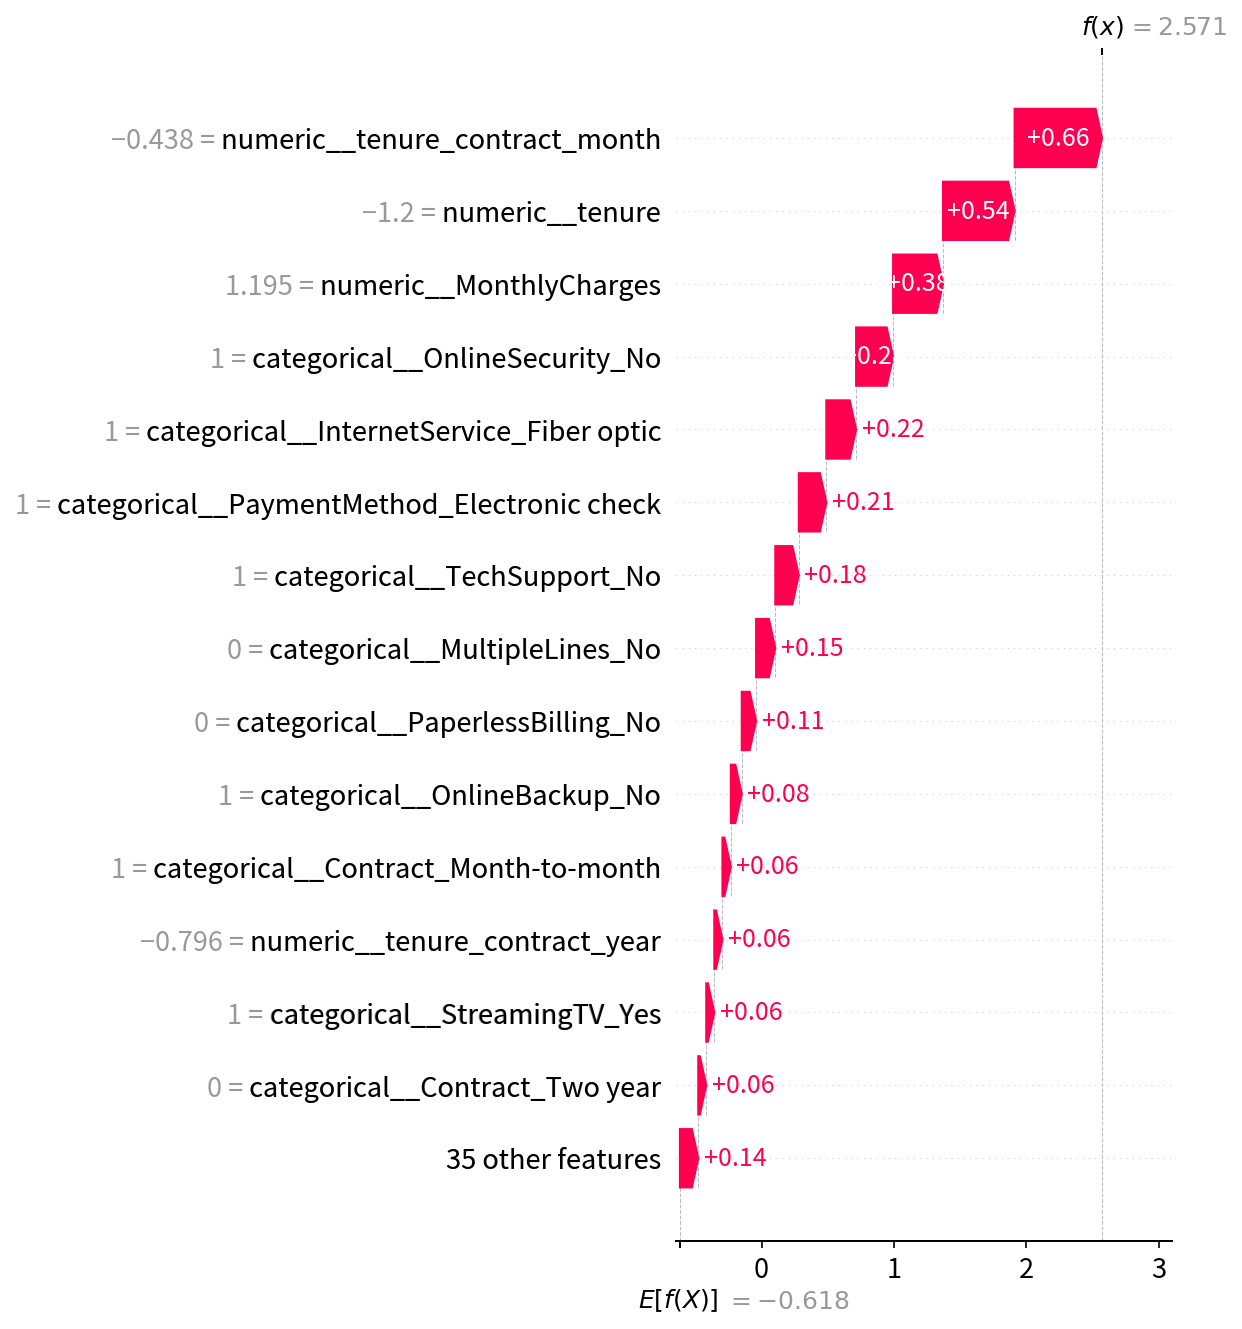 f(x) = 2.571
−0.438 = numeric__tenure_contract_month +0.66
−1.2 = numeric__tenure +0.54
1.195 = numeric__MonthlyCharges +0.38
1 = categorical__OnlineSecurity_No
1 = categorical__InternetService_Fiber optic +0.22
1 = categorical__PaymentMethod_Electronic check +0.21
1 = categorical__TechSupport_No +0.18
0 = categorical__MultipleLines_No +0.15
0 = categorical__PaperlessBilling_No +0.11
1 = categorical__OnlineBackup_No +0.08
1 = categorical__Contract_Month-to-month +0.06
−0.796 = numeric__tenure_contract_year +0.06
1 = categorical__StreamingTV_Yes +0.06
0 = categorical__Contract_Two year +0.06
35 other features +0.14
0 1 2 3
E[f(X)] = −0.618